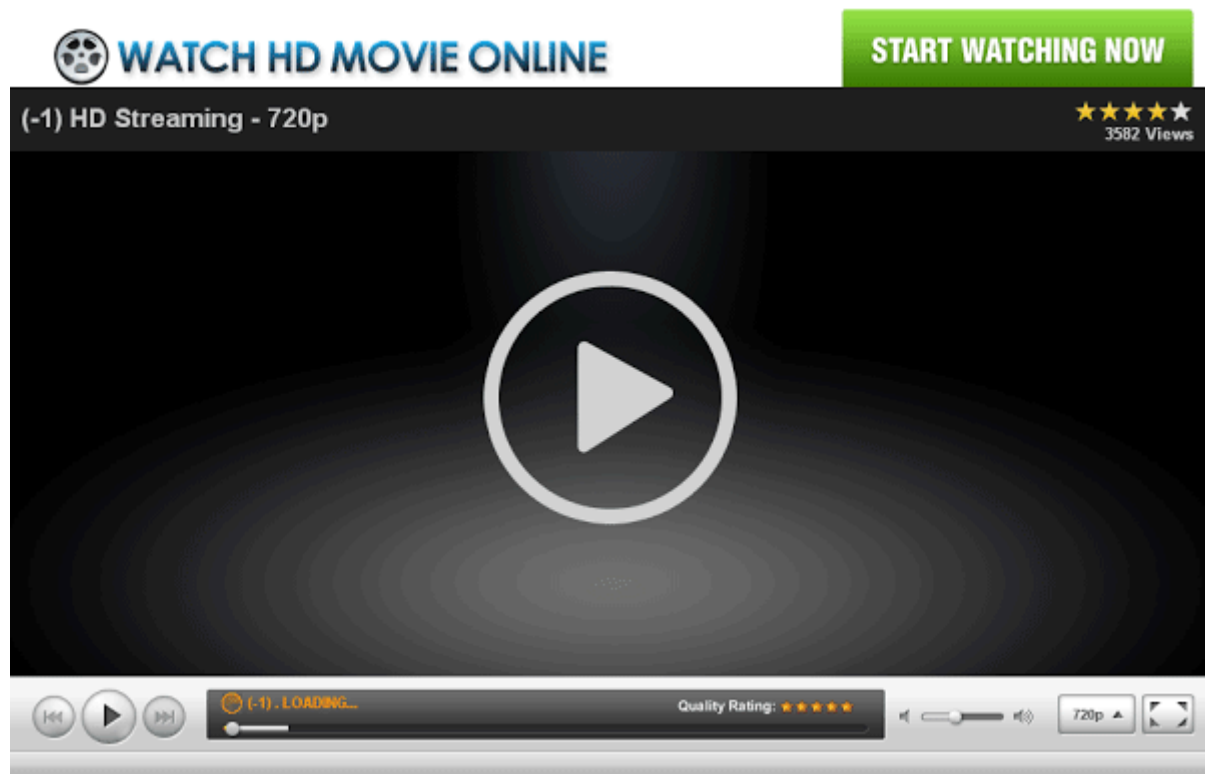 WATCH HD MOVIE ONLINE
START WATCHING NOW
(-1) HD Streaming - 720p
3582 Views
(-1) . LOADING...
Quality Rating:
720p